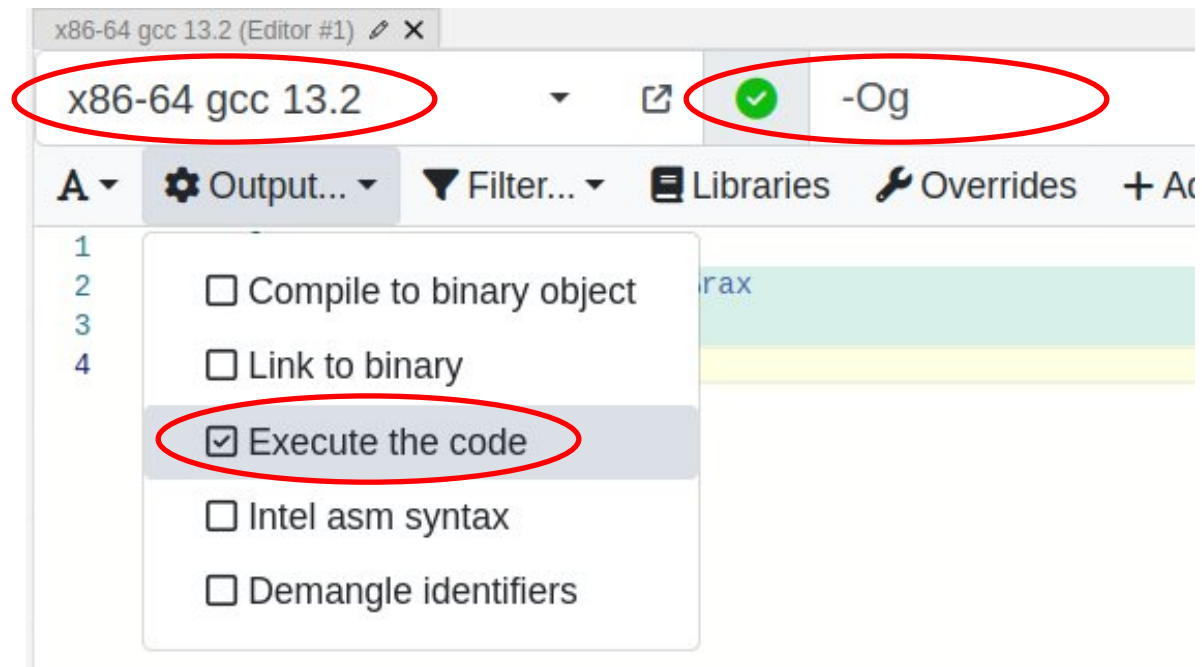 x86-64 gcc 13.2 (Editor #1)
x86-64 gcc 13.2 -Og
A Output... Filter... Libraries Overrides + Ad
1
2 rax
3
4
Compile to binary object
Link to binary
Execute the code
Intel asm syntax
Demangle identifiers